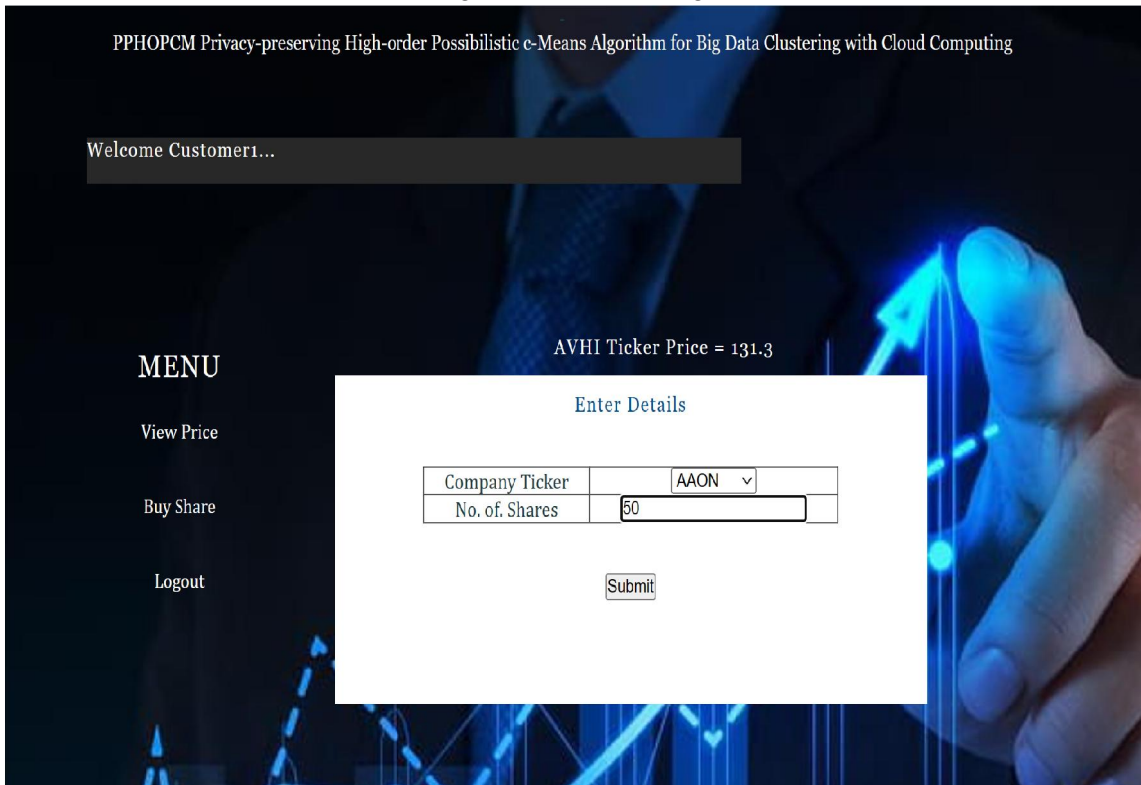 PPHOPCM Privacy-preserving High-order Possibilistic c-Means Algorithm for Big Data Clustering with Cloud Computing
Welcome Customer1...
MENU
View Price
Buy Share
Logout
AVHI Ticker Price = 131.3
Enter Details
Company Ticker AAON
No. of. Shares 50
Submit